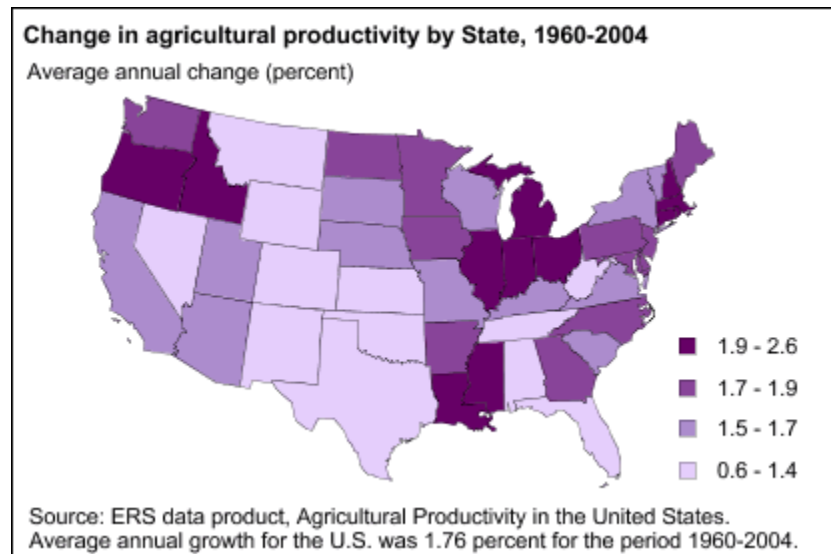 Change in agricultural productivity by State, 1960-2004
Average annual change (percent)
1.9 - 2.6
1.7 - 1.9
1.5 - 1.7
0.6 - 1.4
Source: ERS data product, Agricultural Productivity in the United States.
Average annual growth for the U.S. was 1.76 percent for the period 1960-2004.